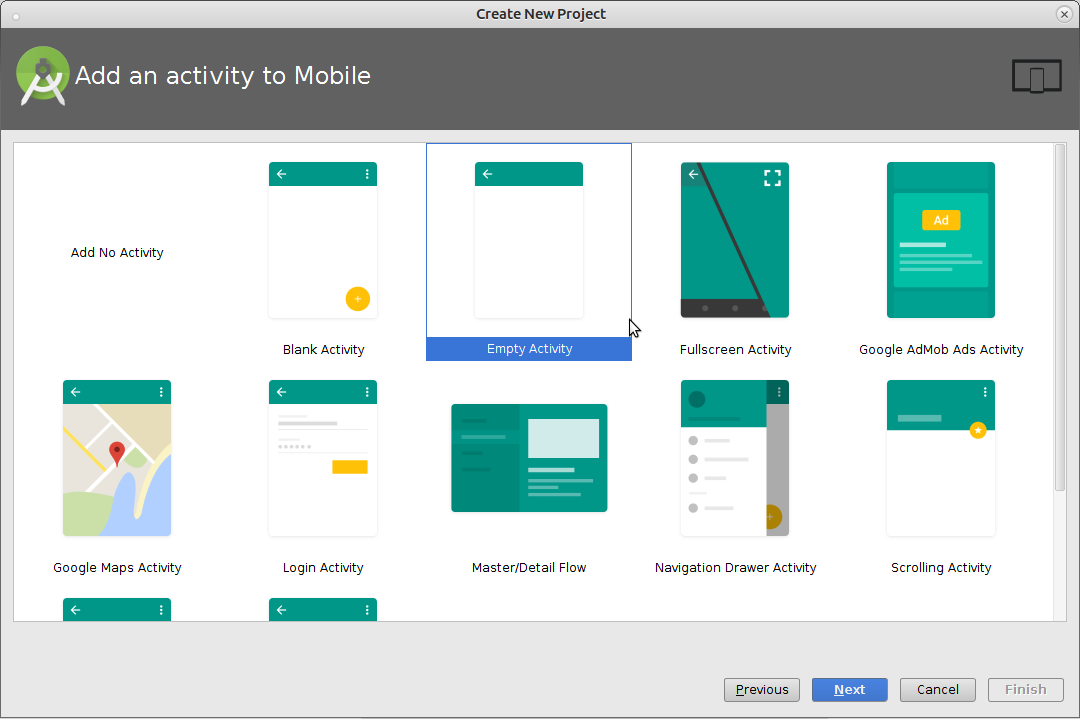 Create New Project
Add an activity to Mobile
Ad
Add No Activity
Blank Activity
Empty Activity
Fullscreen Activity
Google AdMob Ads Activity
Google Maps Activity
Login Activity
Master/Detail Flow
Navigation Drawer Activity
Scrolling Activity
Previous
Next
Cancel
Finish